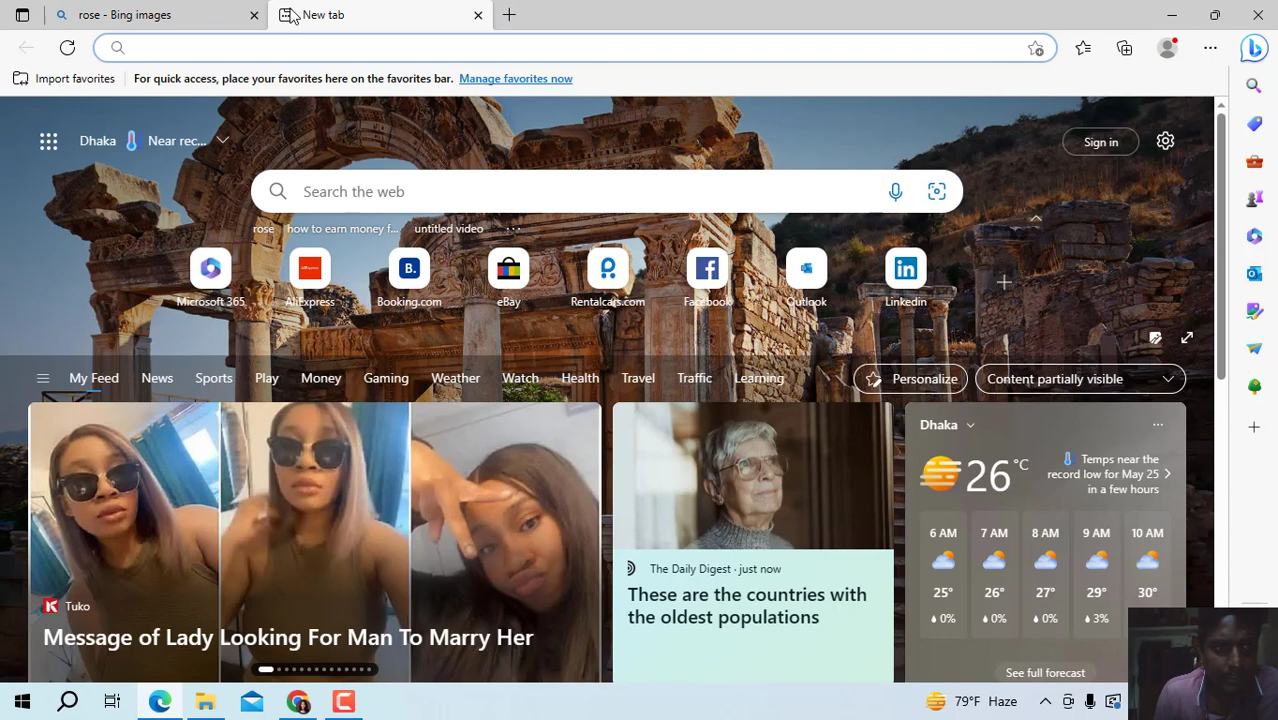 rose - Bing images
New tab
Import favorites
For quick access, place your favorites here on the favorites bar. Manage favorites now
Dhaka
Near rec...
Sign in
Search the web
rose
how to earn money f...
untitled video
...
Microsoft 365
AliExpress
B.
Booking.com
eBay
Rentalcars.com
Facebook
Outlook
Linkedin
My Feed
News
Sports
Play
Money
Gaming
Weather
Watch
Health
Travel
Traffic
Learning
Personalize
Content partially visible
Tuko
Message of Lady Looking For Man To Marry Her
The Daily Digest · just now
These are the countries with
the oldest populations
Dhaka
26 °C
Temps near the
record low for May 25
in a few hours
6 AM 7 AM 8 AM 9 AM 10 AM
25° 26° 27° 29° 30°
0% 0% 0% 3%
See full forecast
79°F Haze